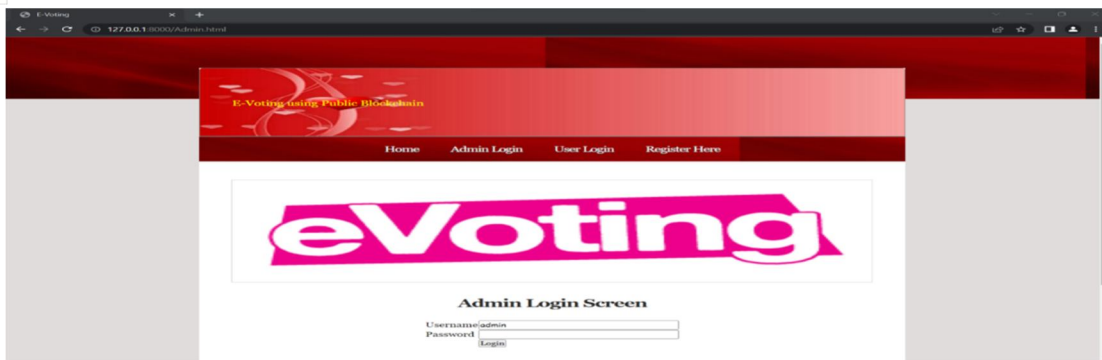 E-Voting
127.0.0.1:8000/Admin.html
E-Voting using Public Blockchain
Home Admin Login User Login Register Here
eVoting
Admin Login Screen
Username admin
Password
Login